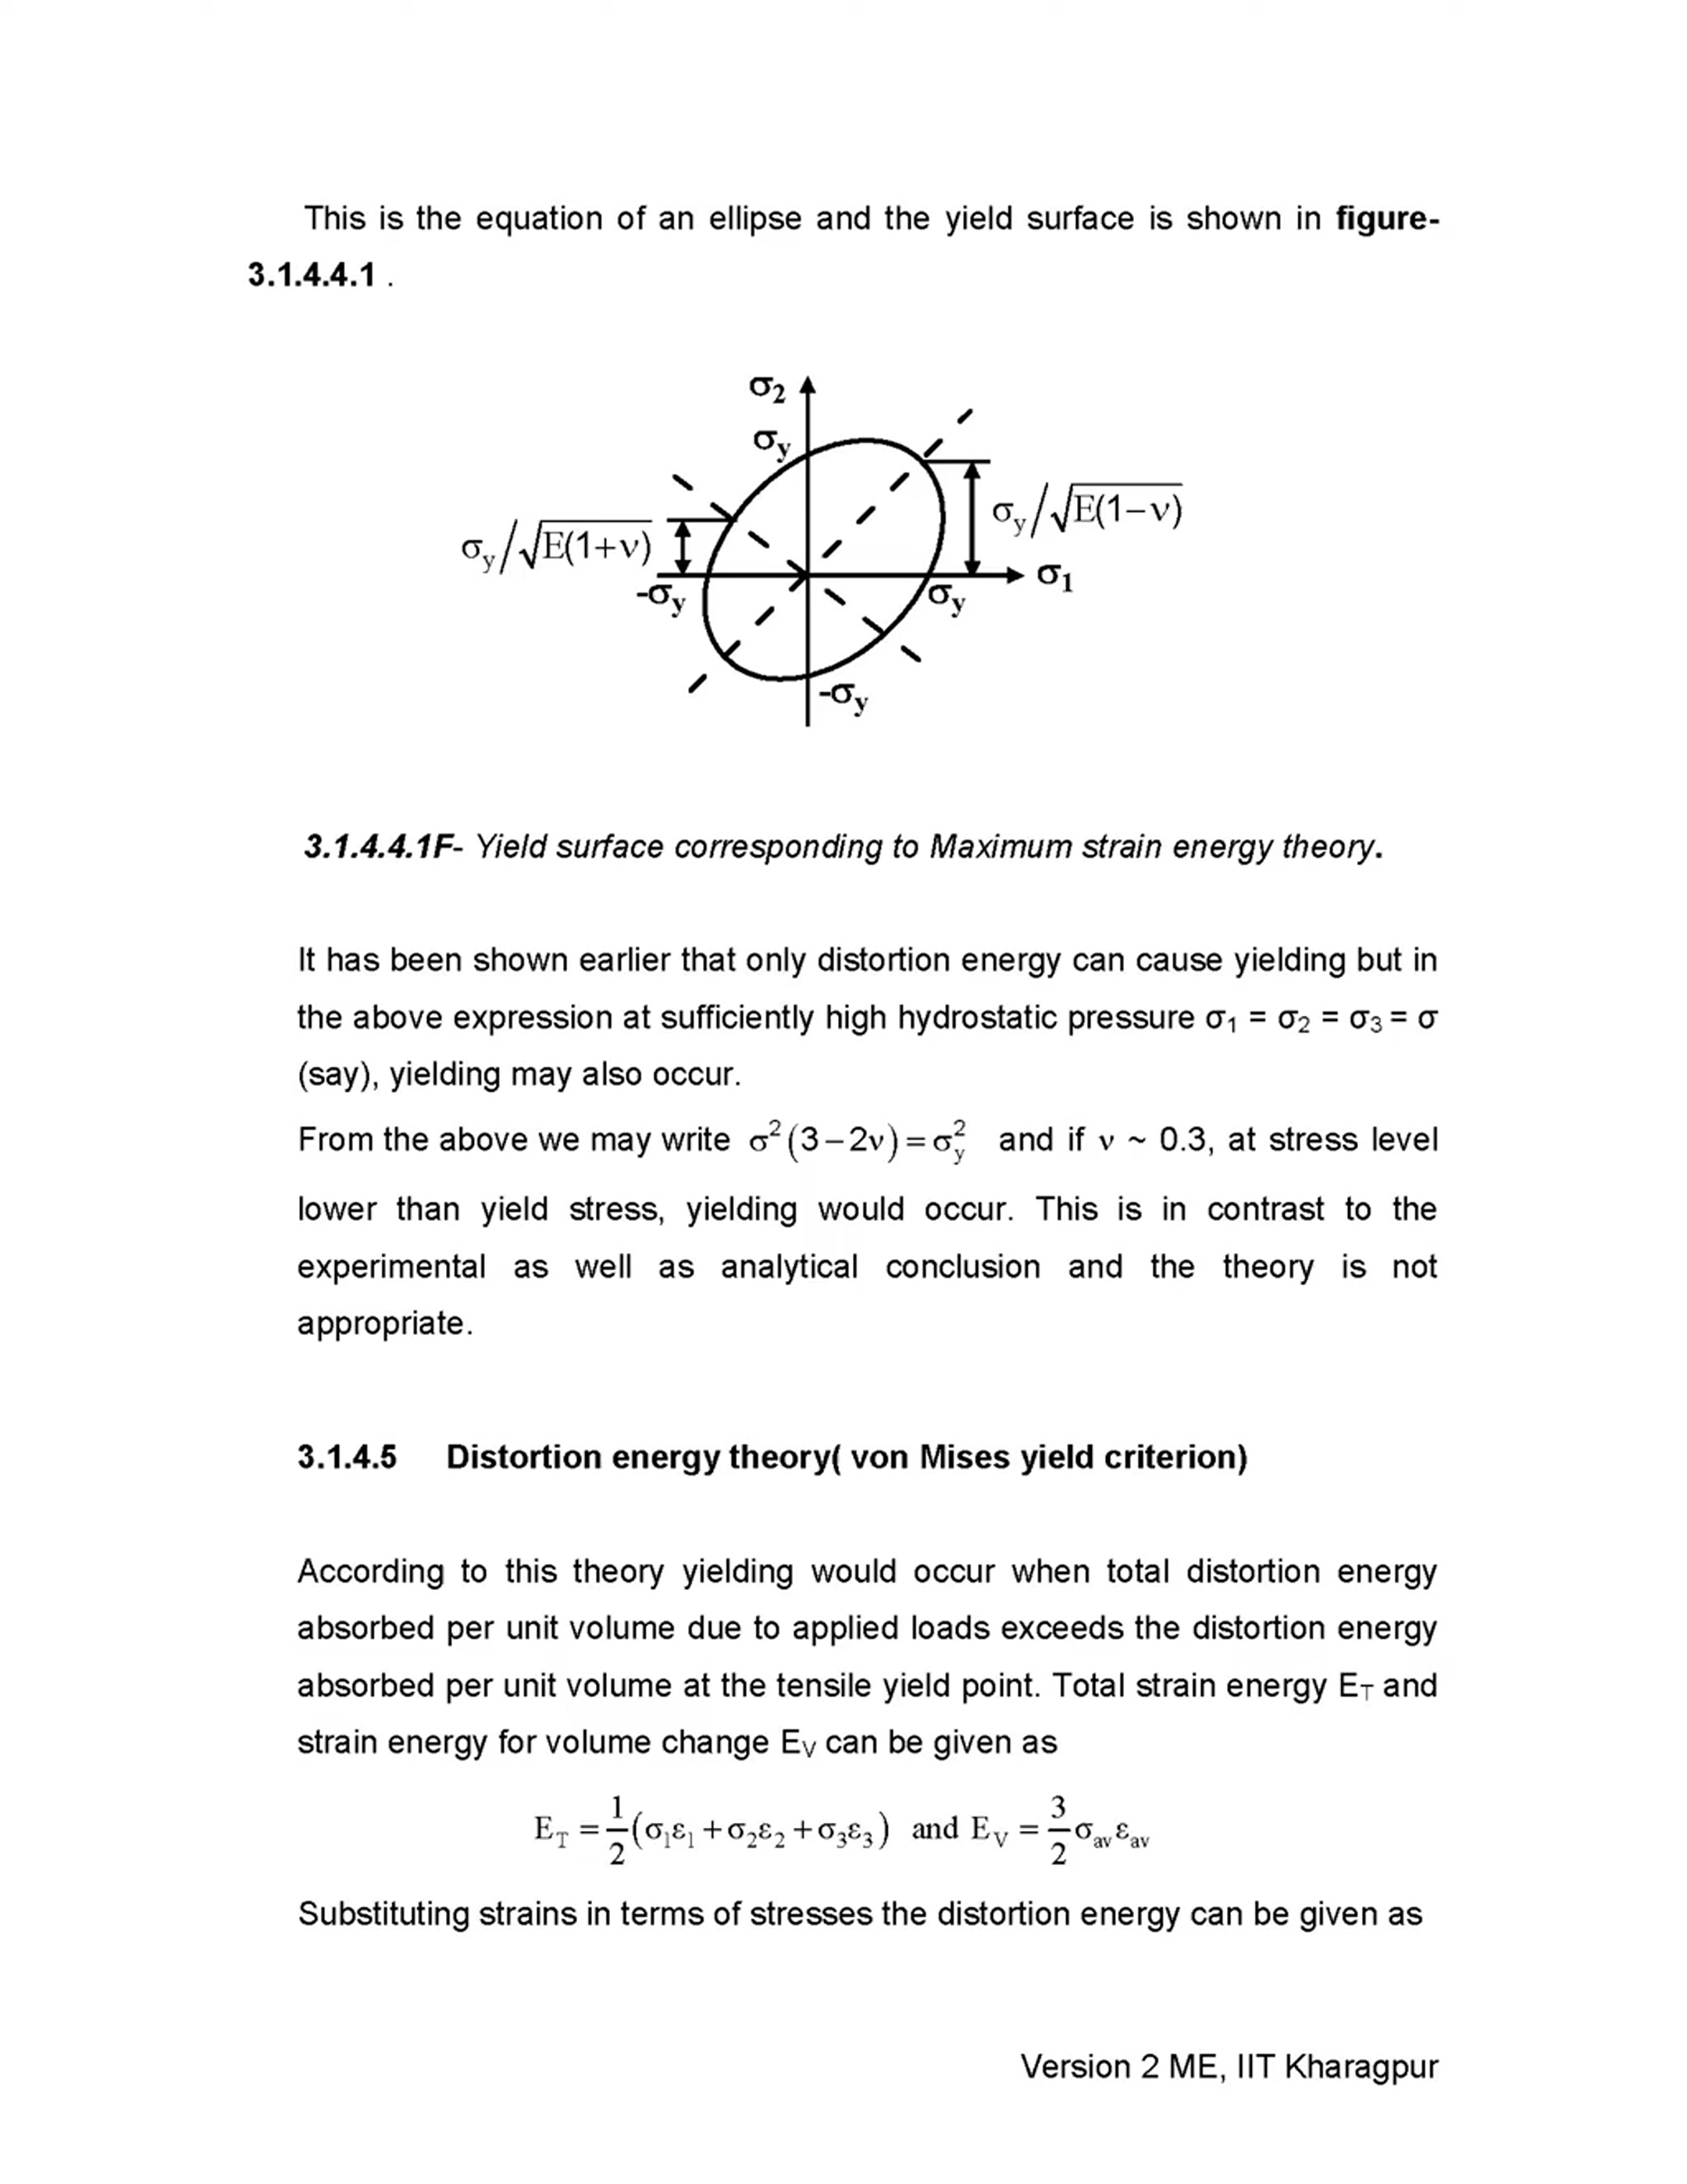 This is the equation of an ellipse and the yield surface is shown in figure-
3.1.4.4.1 .
σ2
σy
σy/√E(1−ν)
σy/√E(1+ν)
σ1
-σy
σy
-σy
3.1.4.4.1F- Yield surface corresponding to Maximum strain energy theory.
It has been shown earlier that only distortion energy can cause yielding but in
the above expression at sufficiently high hydrostatic pressure σ1 = σ2 = σ3 = σ
(say), yielding may also occur.
From the above we may write σ²(3−2ν)=σy² and if ν ~ 0.3, at stress level
lower than yield stress, yielding would occur. This is in contrast to the
experimental as well as analytical conclusion and the theory is not
appropriate.
3.1.4.5 Distortion energy theory( von Mises yield criterion)
According to this theory yielding would occur when total distortion energy
absorbed per unit volume due to applied loads exceeds the distortion energy
absorbed per unit volume at the tensile yield point. Total strain energy ET and
strain energy for volume change EV can be given as
ET = 1/2 (σ1ε1 + σ2ε2 + σ3ε3) and EV = 3/2 σav εav
Substituting strains in terms of stresses the distortion energy can be given as
Version 2 ME, IIT Kharagpur